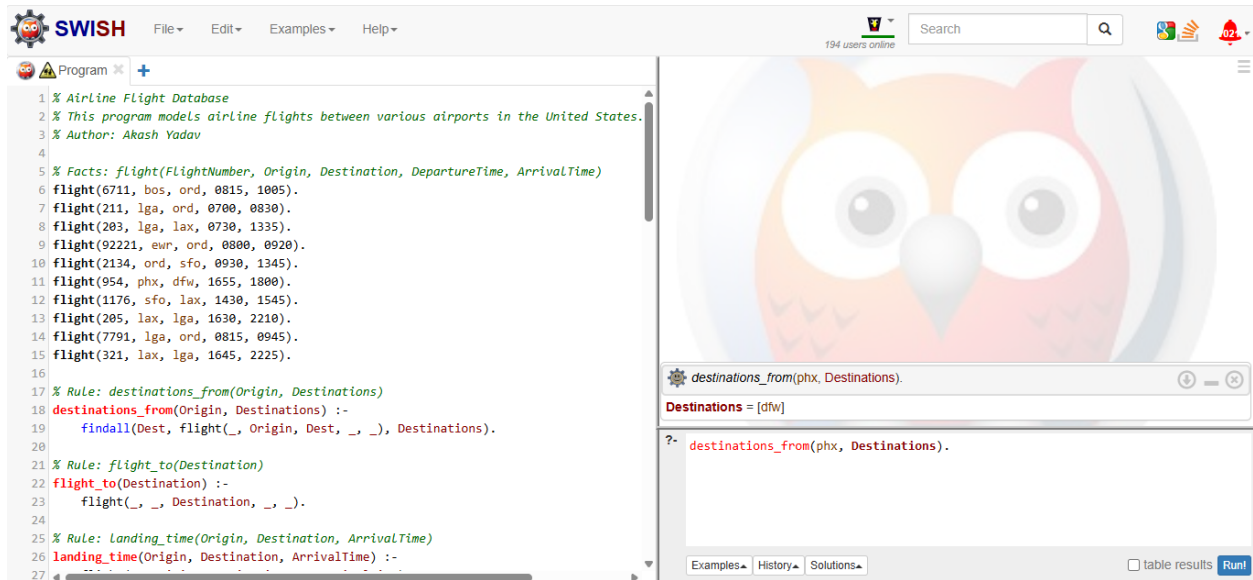 SWISH File Edit Examples Help 194 users online Search
Program
1 % Airline Flight Database
2 % This program models airline flights between various airports in the United States.
3 % Author: Akash Yadav
4
5 % Facts: flight(FlightNumber, Origin, Destination, DepartureTime, ArrivalTime)
6 flight(6711, bos, ord, 0815, 1005).
7 flight(211, lga, ord, 0700, 0830).
8 flight(203, lga, lax, 0730, 1335).
9 flight(92221, ewr, ord, 0800, 0920).
10 flight(2134, ord, sfo, 0930, 1345).
11 flight(954, phx, dfw, 1655, 1800).
12 flight(1176, sfo, lax, 1430, 1545).
13 flight(205, lax, lga, 1630, 2210).
14 flight(7791, lga, ord, 0815, 0945).
15 flight(321, lax, lga, 1645, 2225).
16
17 % Rule: destinations_from(Origin, Destinations)
18 destinations_from(Origin, Destinations) :-
19 findall(Dest, flight(_, Origin, Dest, _, _), Destinations).
20
21 % Rule: flight_to(Destination)
22 flight_to(Destination) :-
23 flight(_, _, Destination, _, _).
24
25 % Rule: landing_time(Origin, Destination, ArrivalTime)
26 landing_time(Origin, Destination, ArrivalTime) :-
27
destinations_from(phx, Destinations).
Destinations = [dfw]
?- destinations_from(phx, Destinations).
Examples History Solutions table results Run!